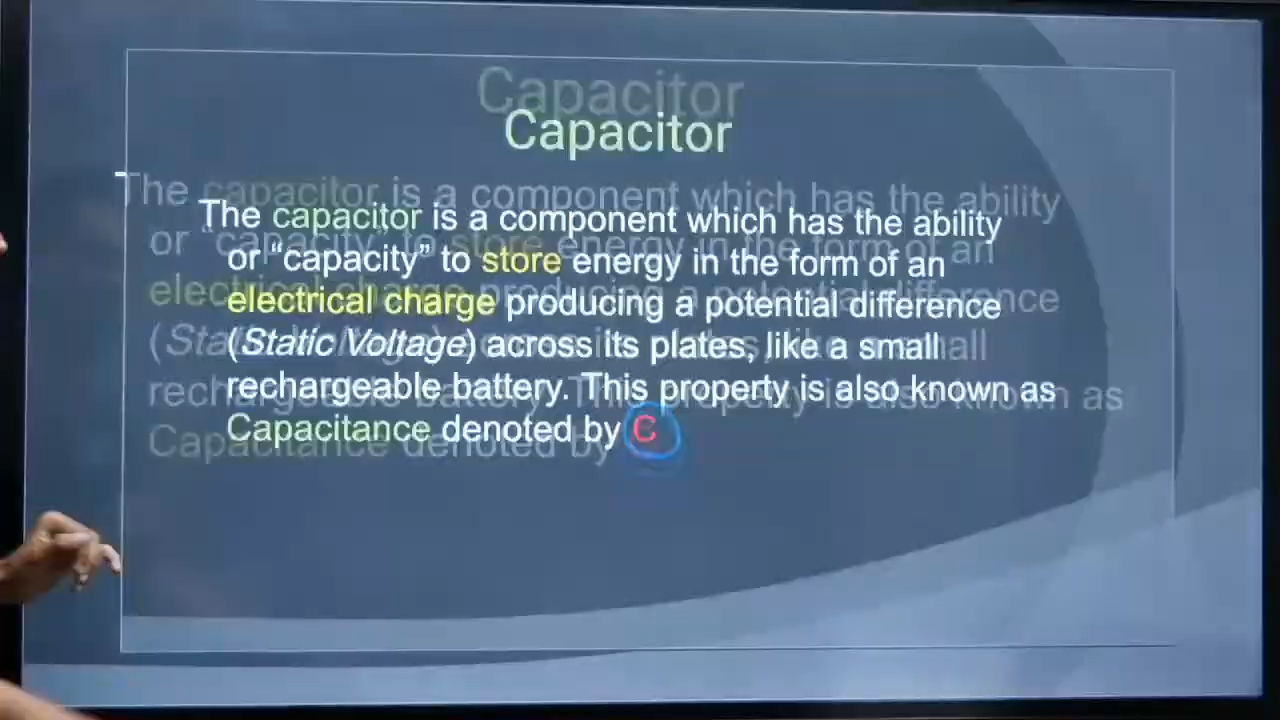 Capacitor
The capacitor is a component which has the ability
or “capacity” to store energy in the form of an
electrical charge producing a potential difference
(Static Voltage) across its plates, like a small
rechargeable battery. This property is also known as
Capacitance denoted by C